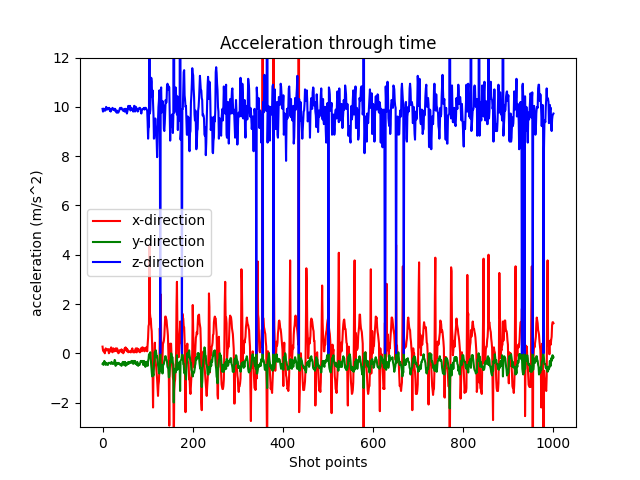 Acceleration through time
acceleration (m/s^2)
12
10
8
6
4
2
0
−2
x-direction
y-direction
z-direction
0
200
400
600
800
1000
Shot points